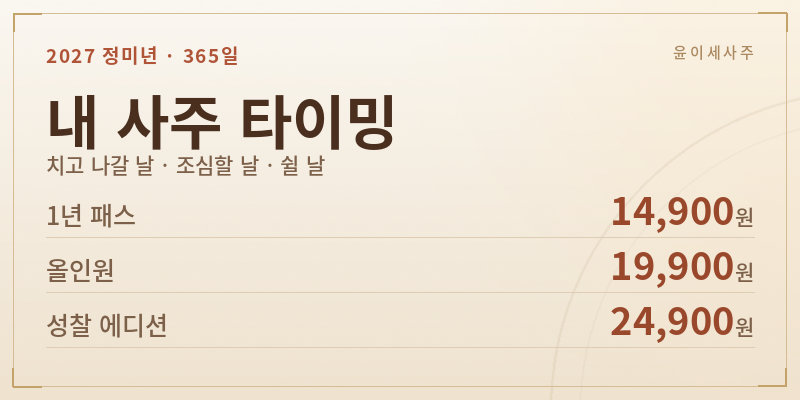 2027 정미년 · 365일
윤이세사주
내 사주 타이밍
치고 나갈 날 · 조심할 날 · 쉴 날
1년 패스 14,900원
올인원 19,900원
성찰 에디션 24,900원